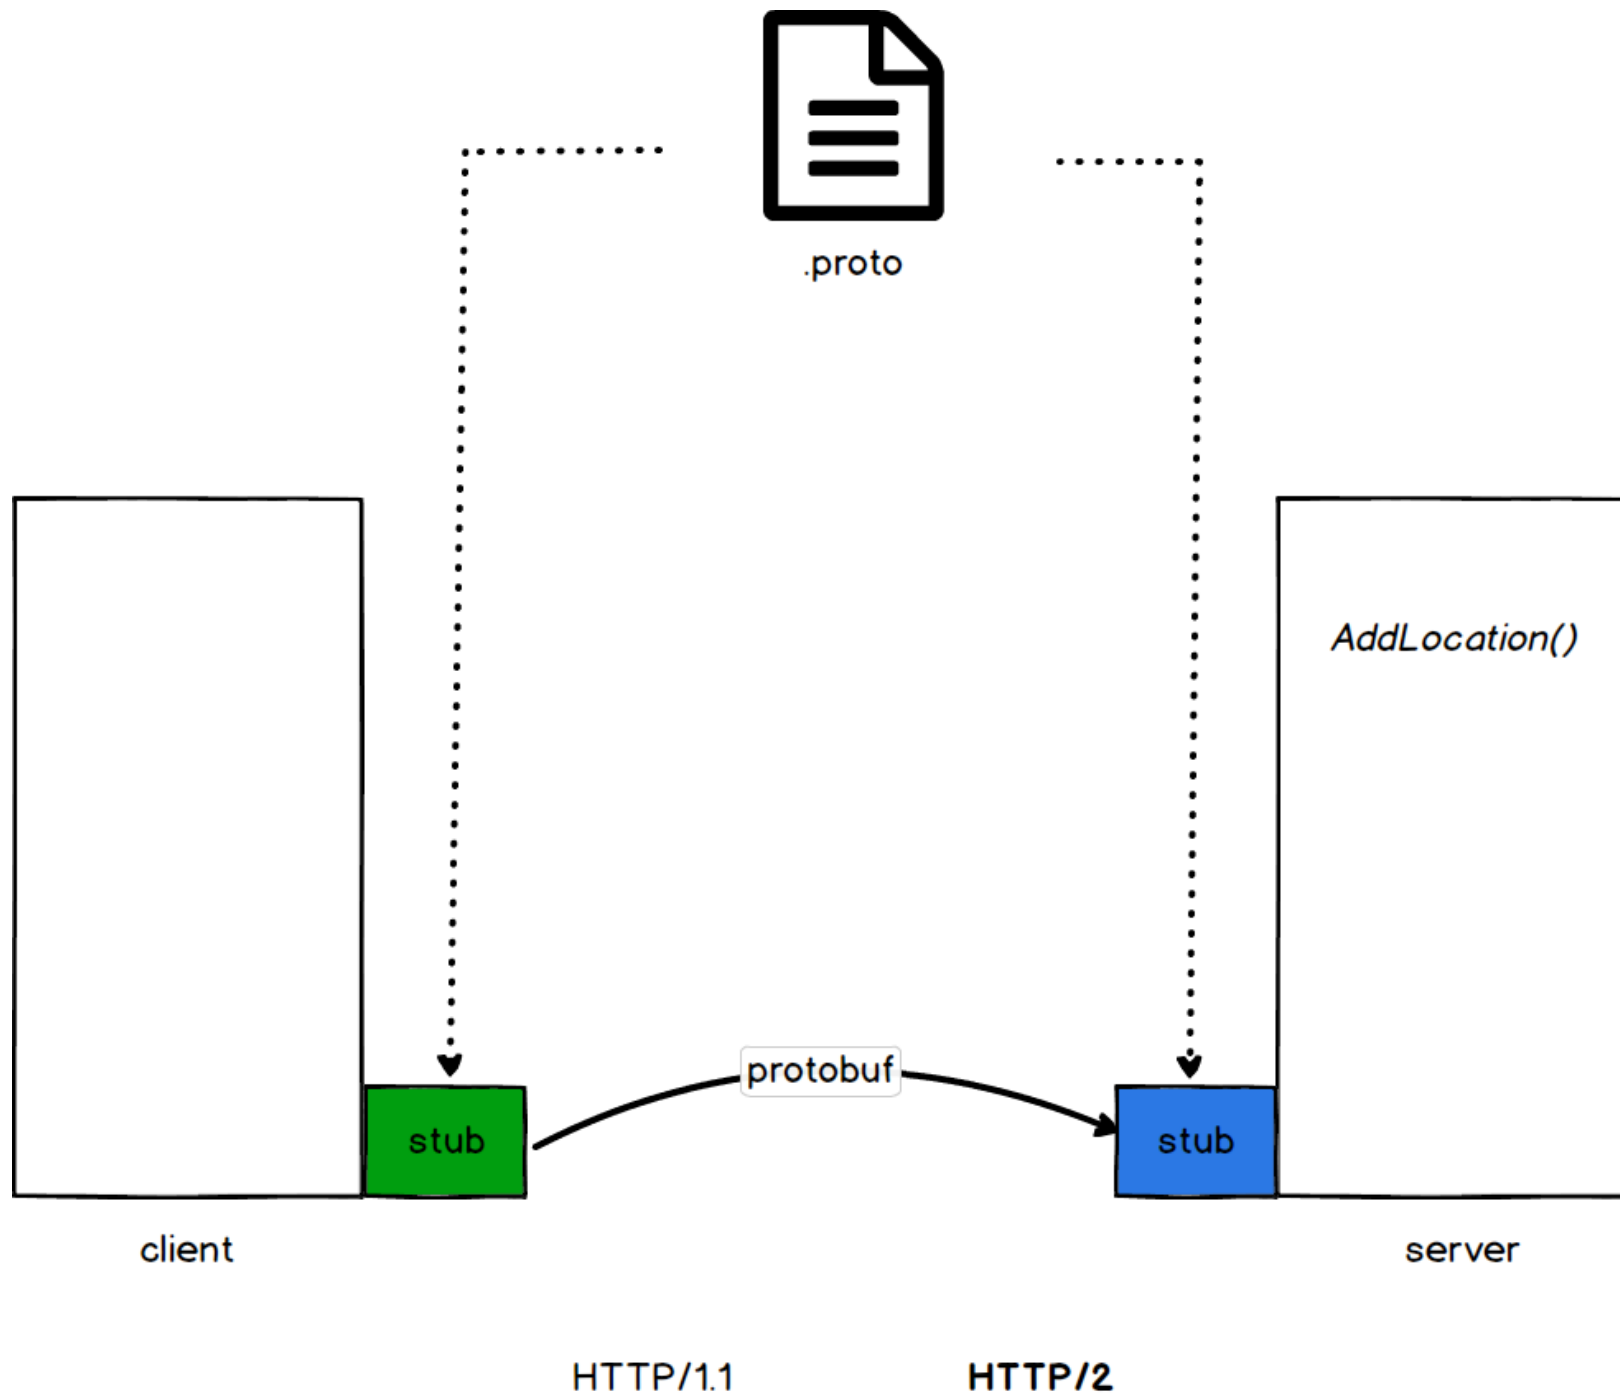 .proto
AddLocation()
protobuf
stub
stub
client
server
HTTP/1.1
HTTP/2